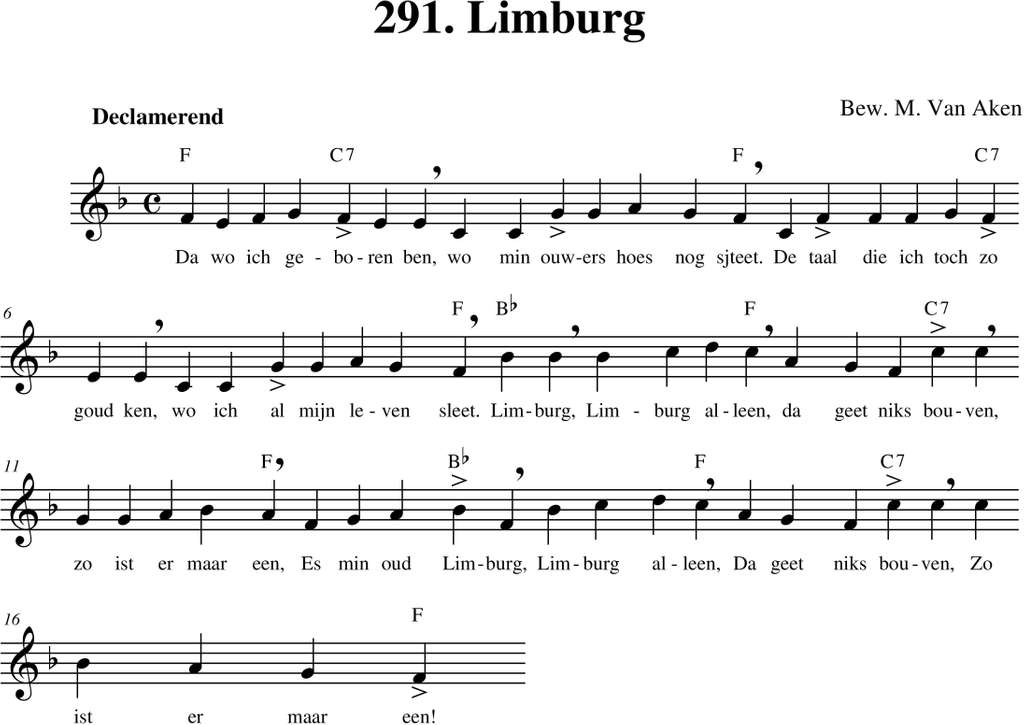 291. Limburg
Bew. M. Van Aken
Declamerend
F C7 F C7
Da wo ich ge - bo - ren ben, wo min ouw-ers hoes nog sjteet. De taal die ich toch zo
6
F B♭ F C7
goud ken, wo ich al mijn le - ven sleet. Lim - burg, Lim - burg al - leen, da geet niks bou - ven,
11
F B♭ F C7
zo ist er maar een, Es min oud Lim - burg, Lim - burg al - leen, Da geet niks bou - ven, Zo
16
F
ist er maar een!